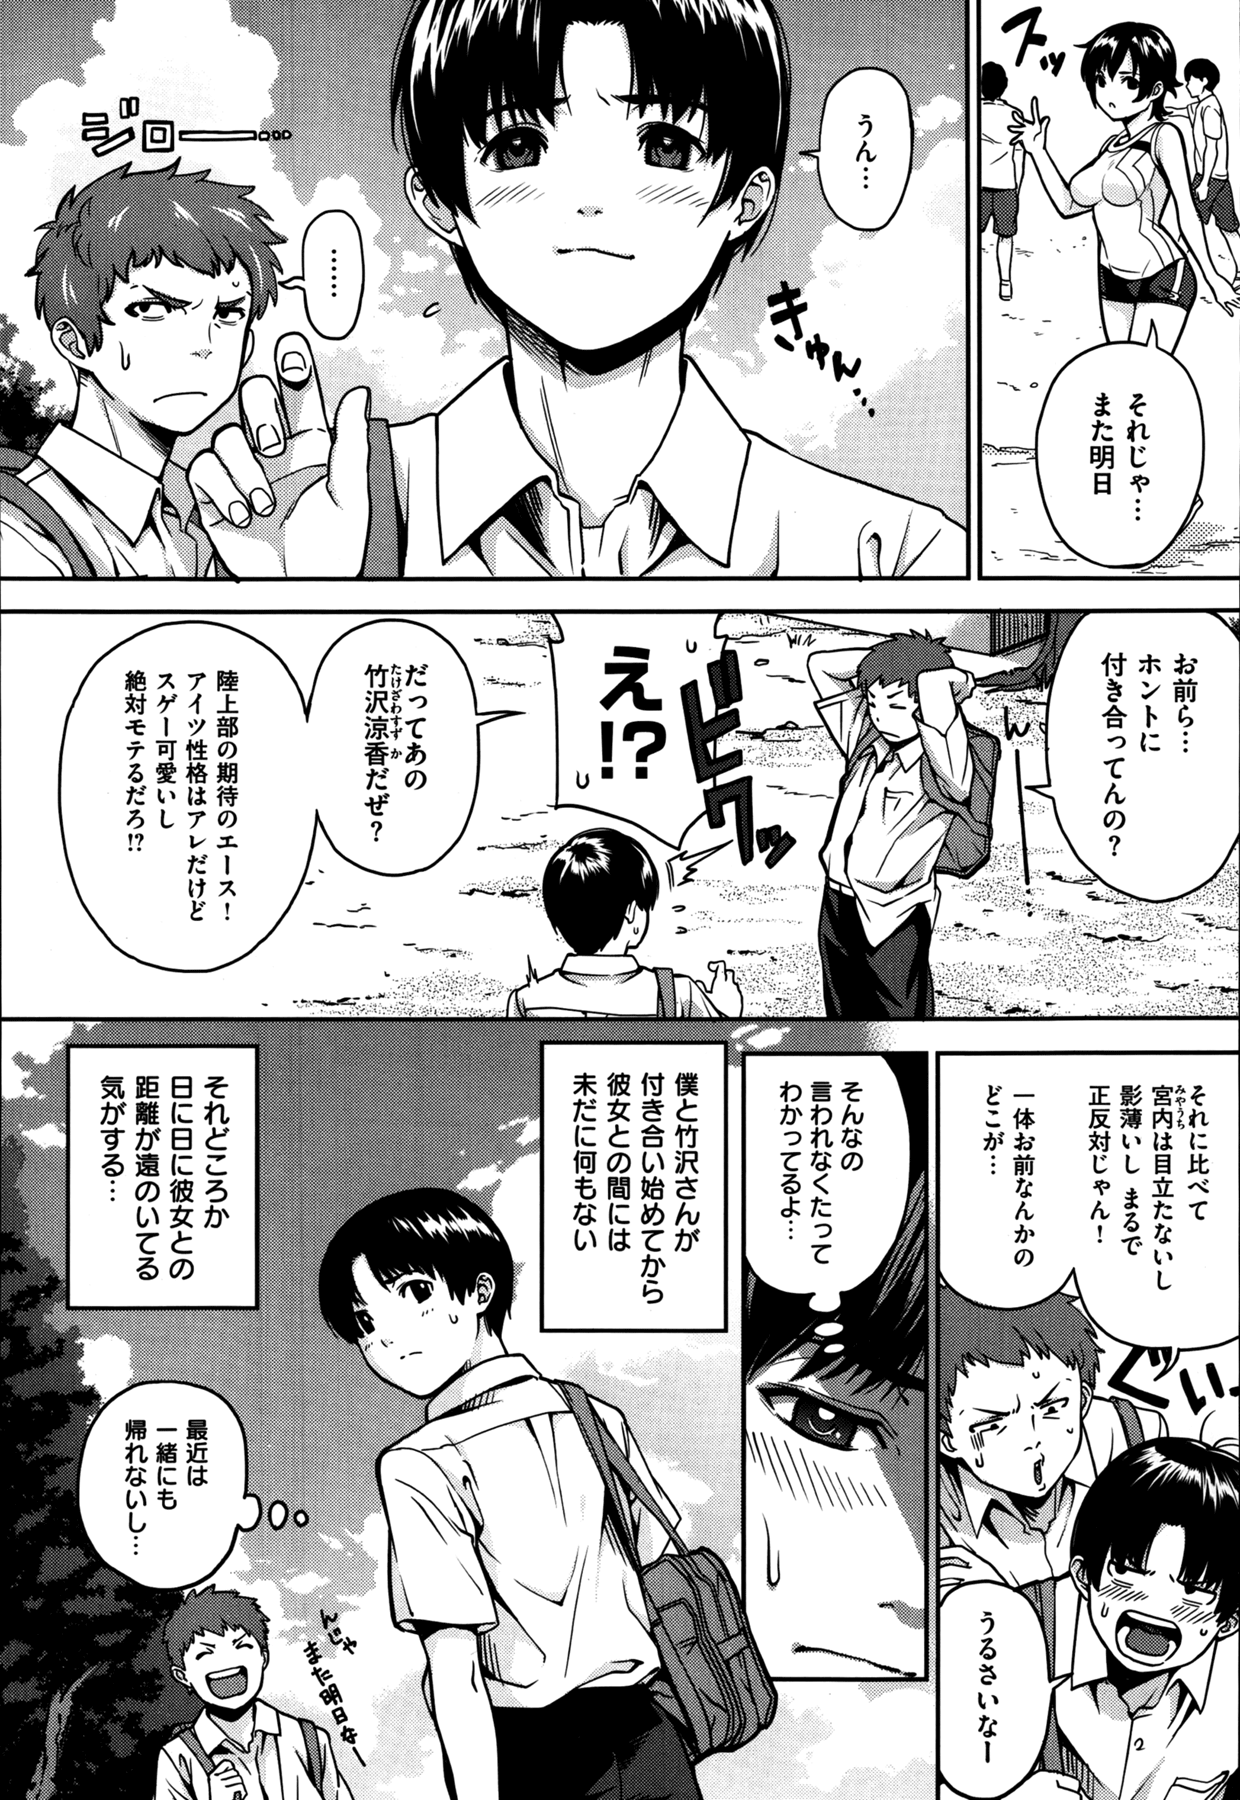 スッ
それじゃ…
また明日
うん…
きゅん…
……
ジロー……
お前ら…
ホントに
付き合ってんの?
ん
え!?
ビクッ
だってあの
竹沢涼香だぜ?
たけざわすずか
陸上部の期待のエース!
アイツ性格はアレだけど
スゲー可愛いし
絶対モテるだろ!?
それに比べて
宮内は目立たないし
みやうち
影薄いし まるで
正反対じゃん!
一体お前なんかの
どこが…
ぐい
うるさいなー
そんなの
言われなくたって
わかってるよ…
僕と竹沢さんが
付き合い始めてから
彼女との間には
未だに何もない
それどころか
日に日に彼女との
距離が遠のいてる
気がする…
最近は
一緒にも
帰れないし…
んじゃ
また明日なー